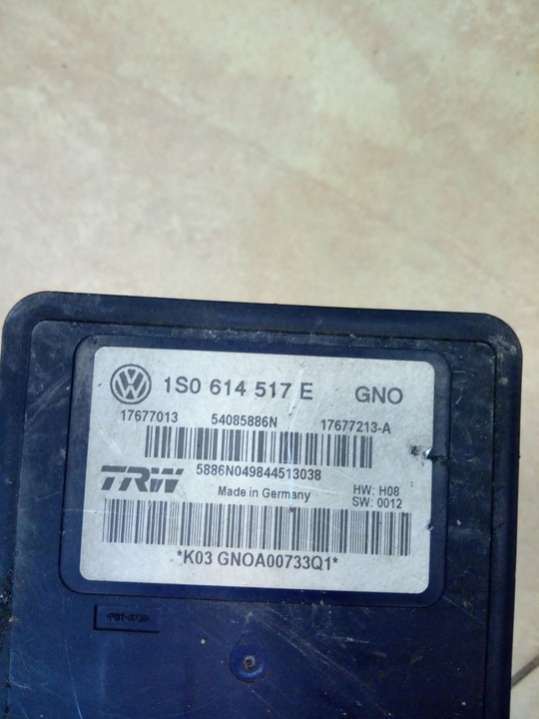 1S0 614 517 E GNO
17677013 54085886N 17677213-A
TRW 5886N049844513038
Made in Germany HW: H08
SW: 0012
*K03 GNOA00733Q1*